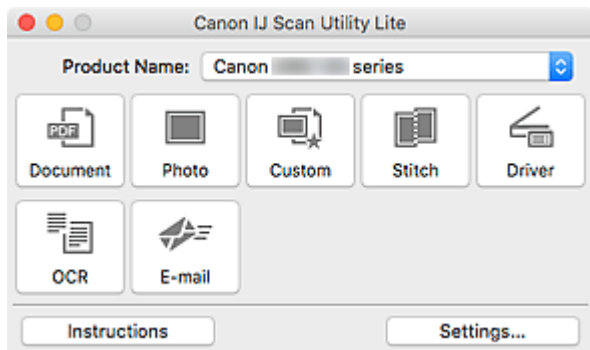 Canon IJ Scan Utility Lite
Product Name: Canon series
PDF
Document Photo Custom Stitch Driver
OCR E-mail
Instructions Settings...